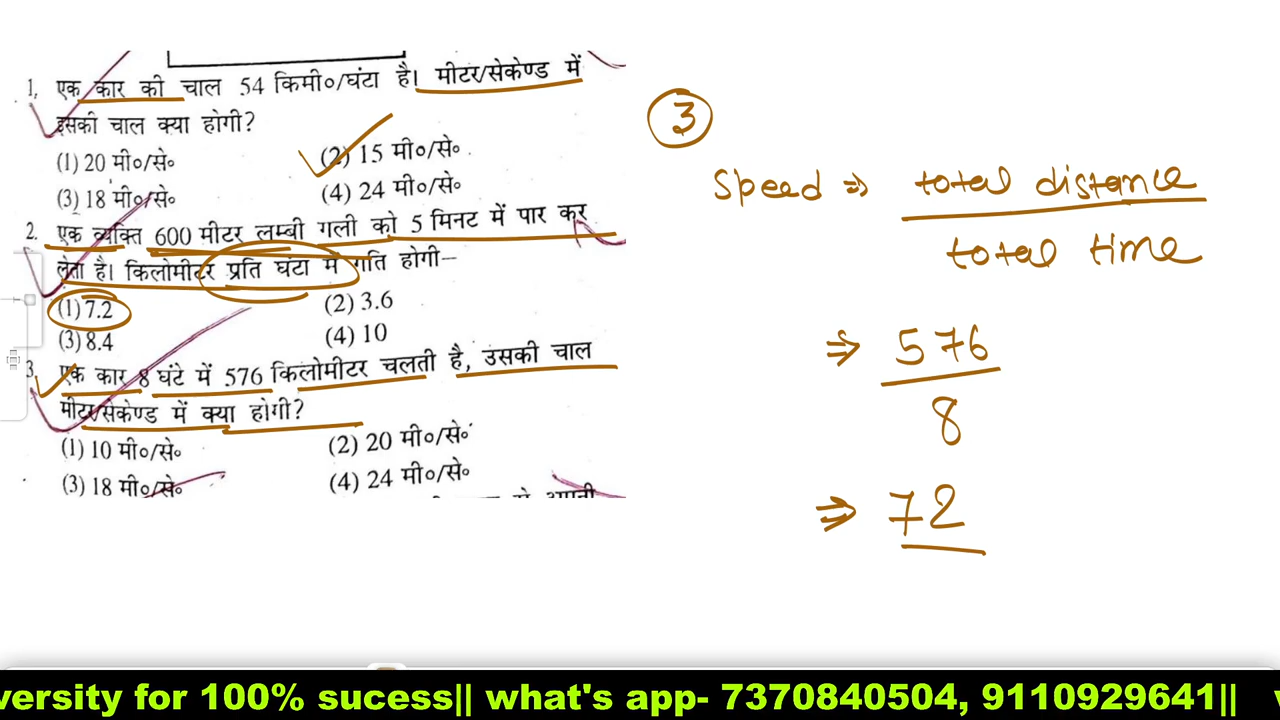 1. एक कार की चाल 54 किमी०/घंटा है। मीटर/सेकेण्ड में
इसकी चाल क्या होगी?
(1) 20 मी०/से० (2) 15 मी०/से०
(3) 18 मी०/से० (4) 24 मी०/से०
2. एक व्यक्ति 600 मीटर लम्बी गली को 5 मिनट में पार कर
लेता है। किलोमीटर प्रति घंटा में गति होगी–
(1) 7.2 (2) 3.6
(3) 8.4 (4) 10
3. एक कार 8 घंटे में 576 किलोमीटर चलती है, उसकी चाल
मीटर/सेकेण्ड में क्या होगी?
(1) 10 मी०/से० (2) 20 मी०/से०
(3) 18 मी०/से० (4) 24 मी०/से०
3
Speed ⇒ total distance
total time
⇒ 576
8
⇒ 72
versity for 100% sucess|| what's app- 7370840504, 9110929641||